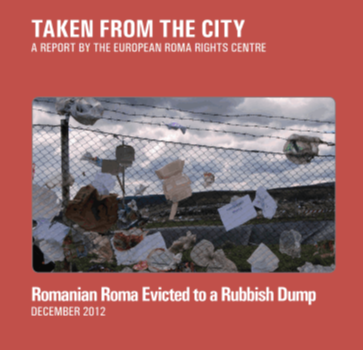 TAKEN FROM THE CITY
A REPORT BY THE EUROPEAN ROMA RIGHTS CENTRE
Romanian Roma Evicted to a Rubbish Dump
DECEMBER 2012